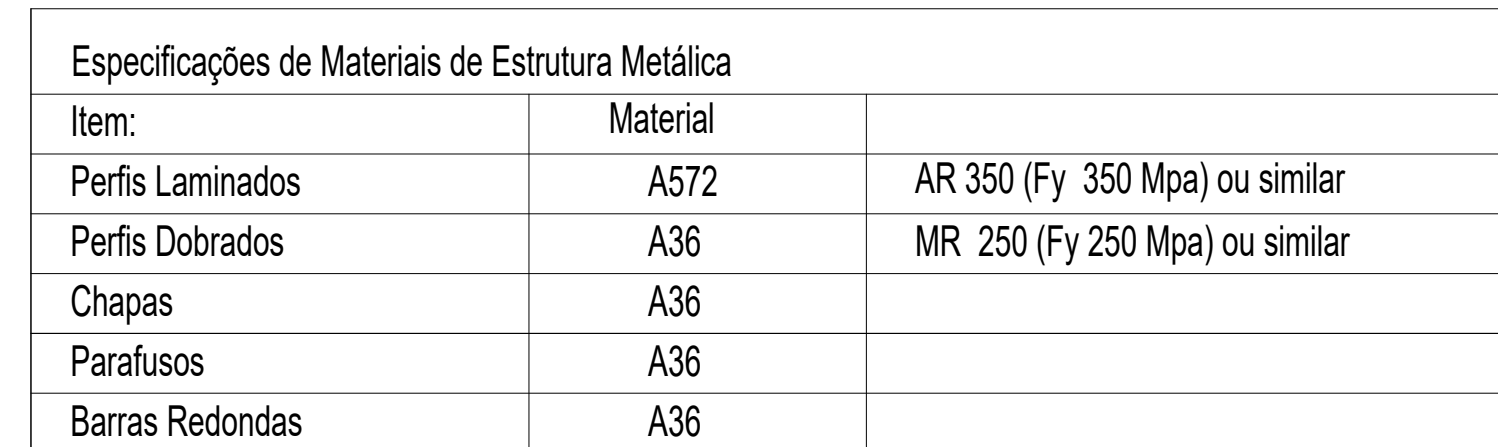 Especificações de Materiais de Estrutura Metálica
Item: Material
Perfis Laminados A572 AR 350 (Fy 350 Mpa) ou similar
Perfis Dobrados A36 MR 250 (Fy 250 Mpa) ou similar
Chapas A36
Parafusos A36
Barras Redondas A36